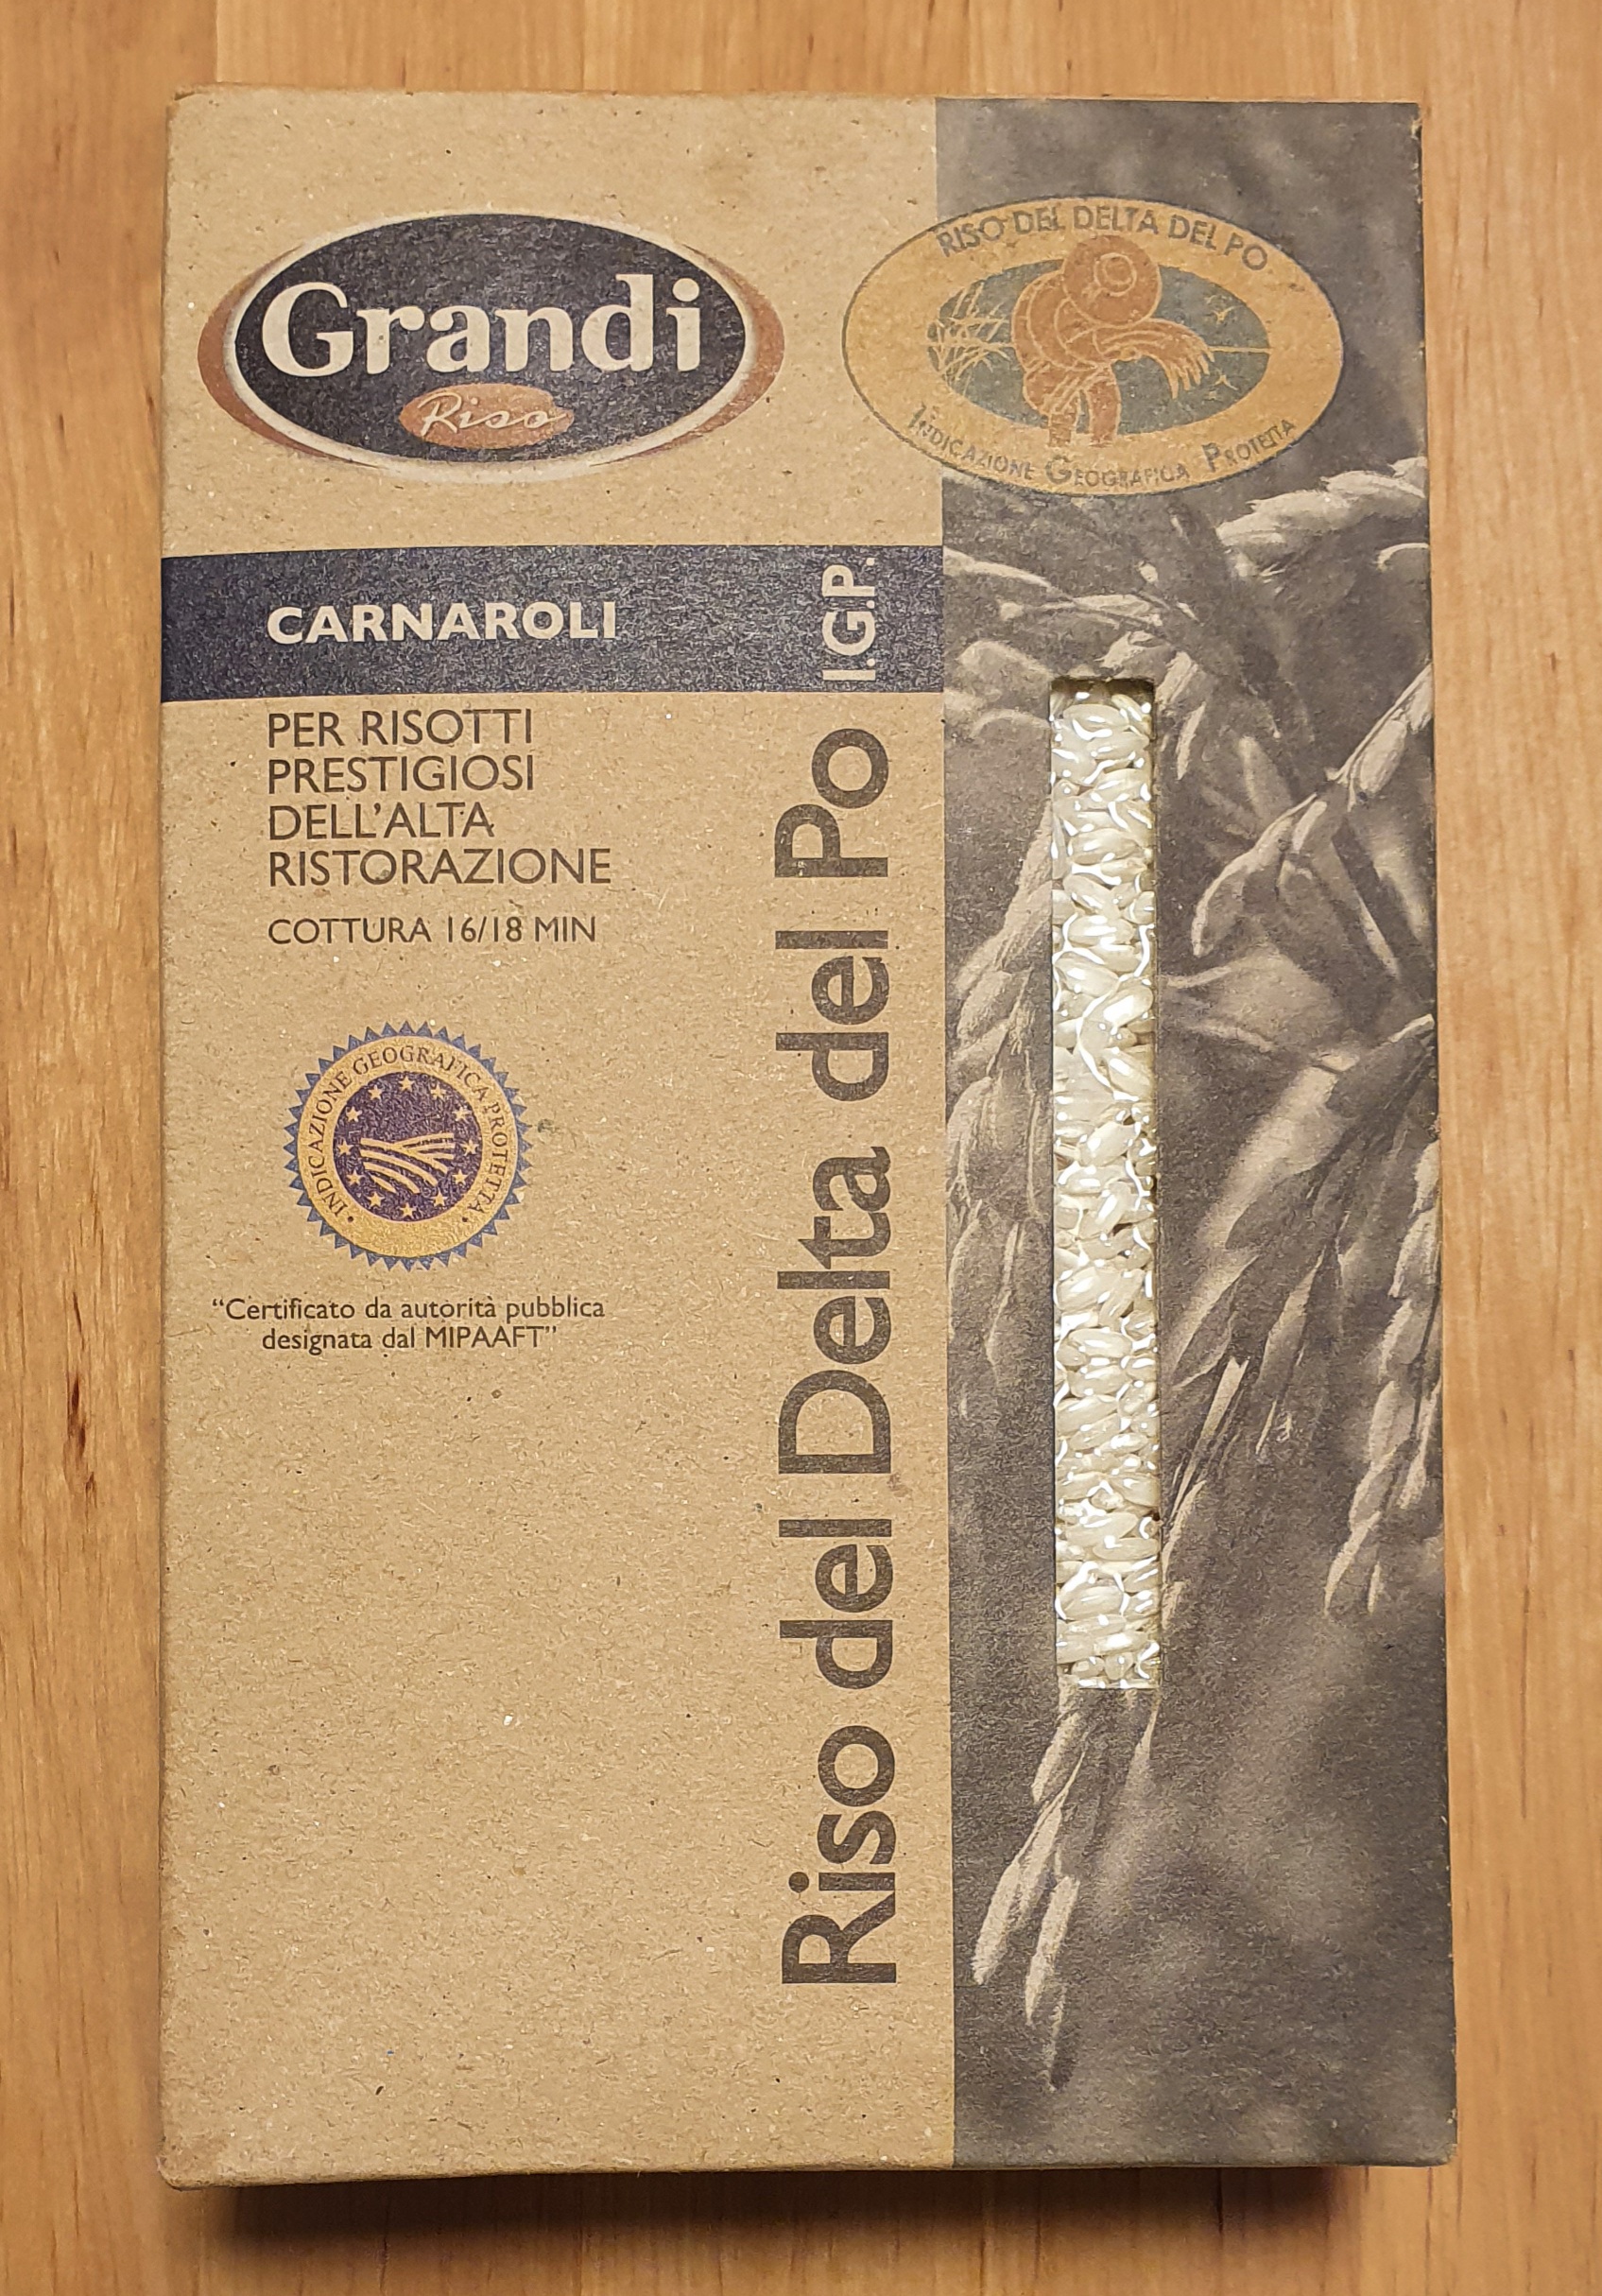 Grandi
Riso
RISO DEL DELTA DEL PO
INDICAZIONE GEOGRAFICA PROTETTA
CARNAROLI
PER RISOTTI
PRESTIGIOSI
DELL'ALTA
RISTORAZIONE
COTTURA 16/18 MIN
INDICAZIONE GEOGRAFICA PROTETTA
"Certificato da autorità pubblica
designata dal MIPAAFT"
Riso del Delta del Po I.G.P.